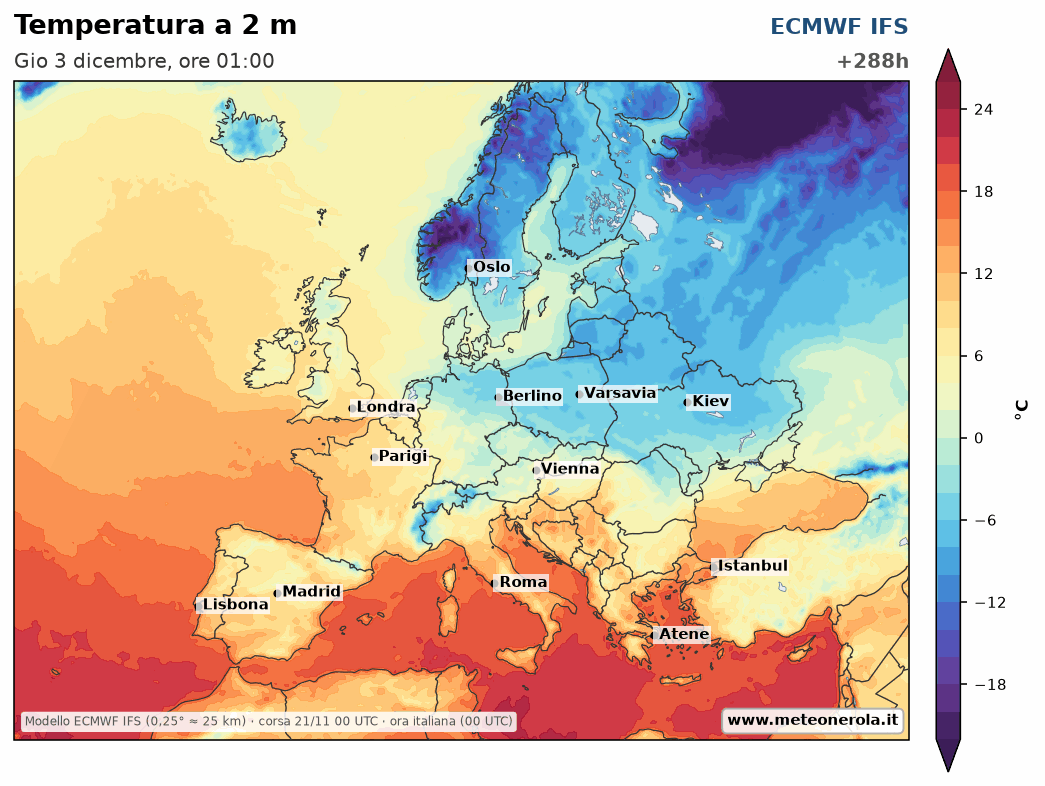 Temperatura a 2 m
ECMWF IFS
Gio 3 dicembre, ore 01:00
+288h
24
18
12
6
0
−6
−12
−18
°C
Oslo
Berlino
Varsavia
Kiev
Londra
Parigi
Vienna
Istanbul
Roma
Madrid
Lisbona
Atene
Modello ECMWF IFS (0,25° ≈ 25 km) · corsa 21/11 00 UTC · ora italiana (00 UTC)
www.meteonerola.it